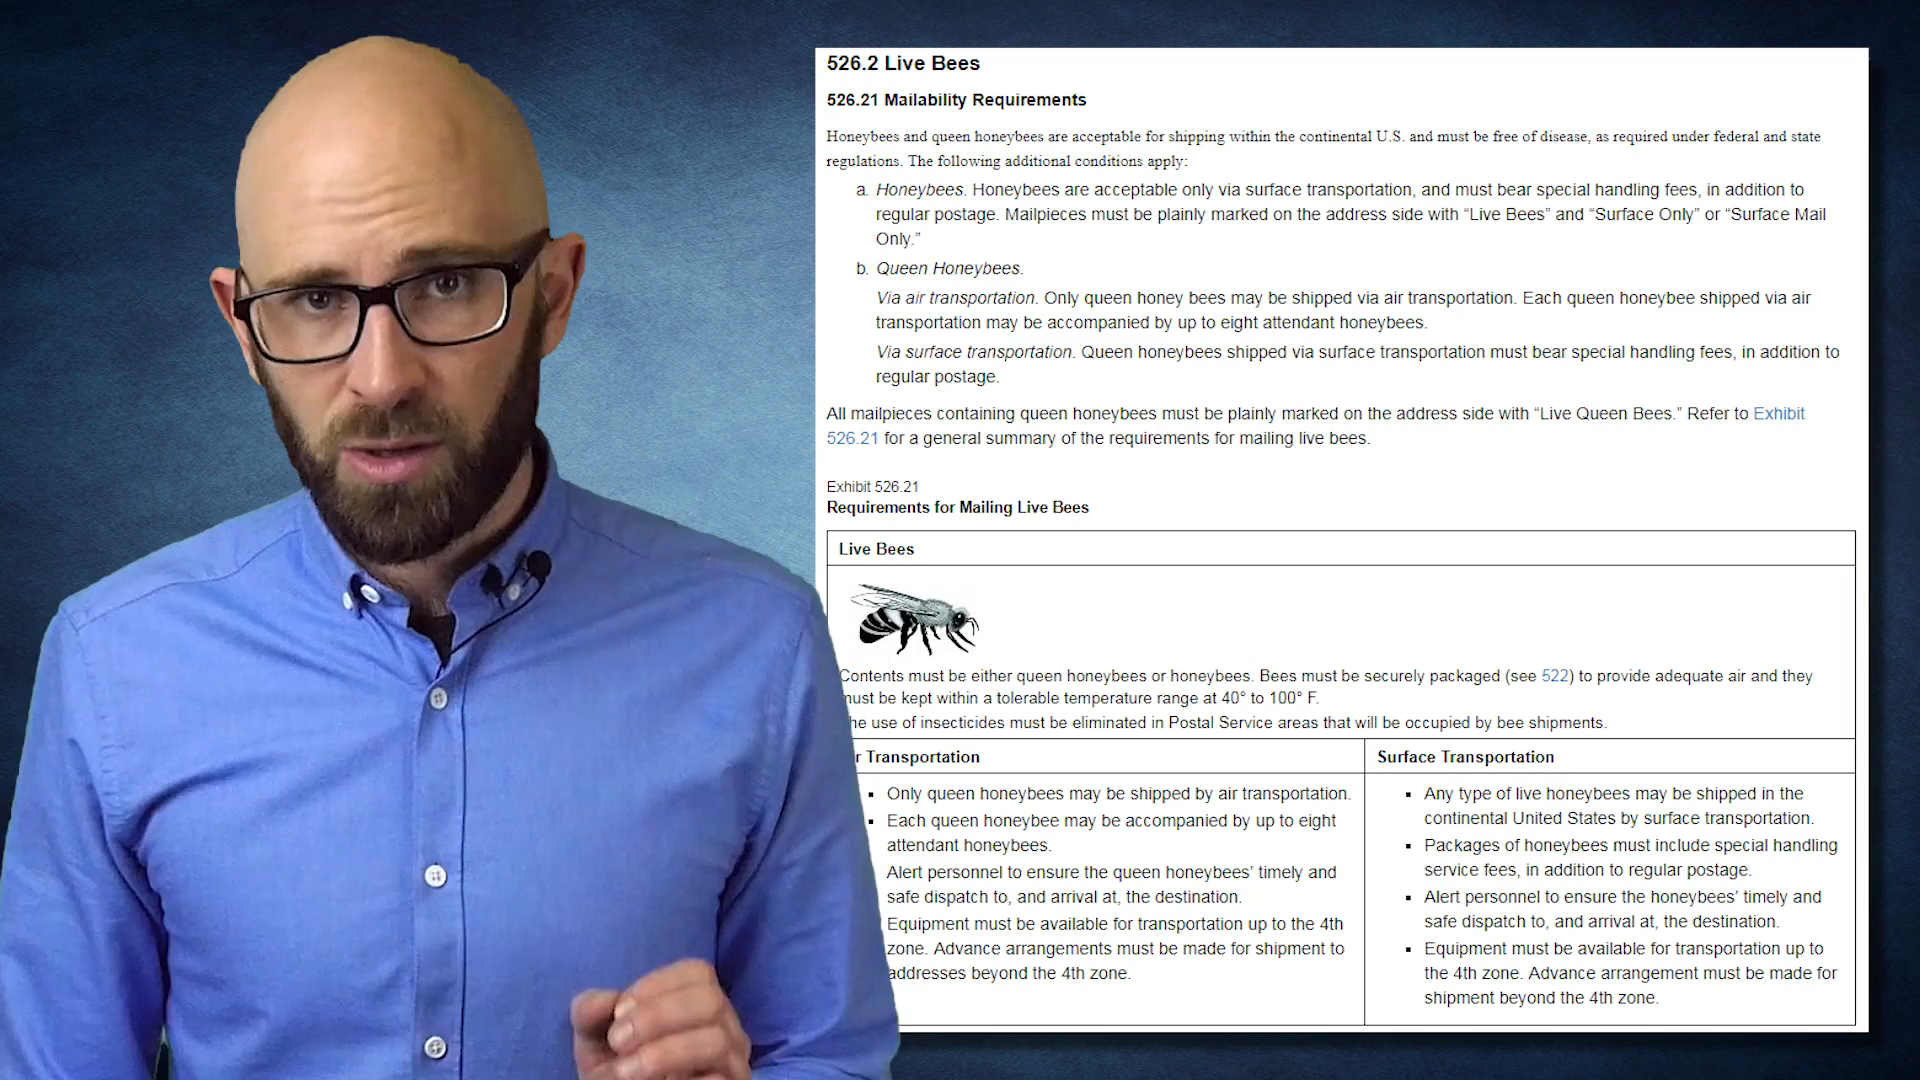 526.2 Live Bees
526.21 Mailability Requirements
Honeybees and queen honeybees are acceptable for shipping within the continental U.S. and must be free of disease, as required under federal and state
regulations. The following additional conditions apply:
a. Honeybees. Honeybees are acceptable only via surface transportation, and must bear special handling fees, in addition to
regular postage. Mailpieces must be plainly marked on the address side with “Live Bees” and “Surface Only” or “Surface Mail
Only.”
b. Queen Honeybees.
Via air transportation. Only queen honey bees may be shipped via air transportation. Each queen honeybee shipped via air
transportation may be accompanied by up to eight attendant honeybees.
Via surface transportation. Queen honeybees shipped via surface transportation must bear special handling fees, in addition to
regular postage.
All mailpieces containing queen honeybees must be plainly marked on the address side with “Live Queen Bees.” Refer to Exhibit
526.21 for a general summary of the requirements for mailing live bees.
Exhibit 526.21
Requirements for Mailing Live Bees
Live Bees
Contents must be either queen honeybees or honeybees. Bees must be securely packaged (see 522) to provide adequate air and they
must be kept within a tolerable temperature range at 40° to 100° F.
he use of insecticides must be eliminated in Postal Service areas that will be occupied by bee shipments.
r Transportation
▪ Only queen honeybees may be shipped by air transportation.
▪ Each queen honeybee may be accompanied by up to eight
attendant honeybees.
Alert personnel to ensure the queen honeybees’ timely and
safe dispatch to, and arrival at, the destination.
Equipment must be available for transportation up to the 4th
zone. Advance arrangements must be made for shipment to
addresses beyond the 4th zone.
Surface Transportation
▪ Any type of live honeybees may be shipped in the
continental United States by surface transportation.
▪ Packages of honeybees must include special handling
service fees, in addition to regular postage.
▪ Alert personnel to ensure the honeybees’ timely and
safe dispatch to, and arrival at, the destination.
▪ Equipment must be available for transportation up to
the 4th zone. Advance arrangement must be made for
shipment beyond the 4th zone.